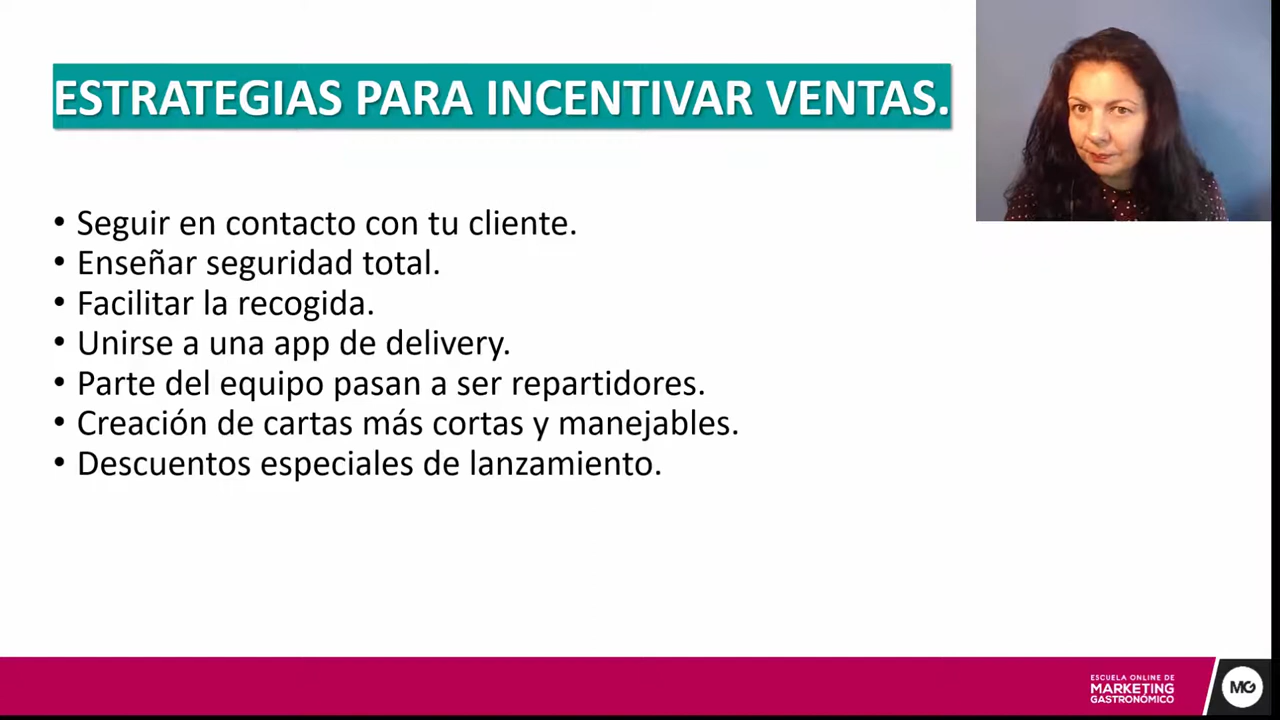 ESTRATEGIAS PARA INCENTIVAR VENTAS.
• Seguir en contacto con tu cliente.
• Enseñar seguridad total.
• Facilitar la recogida.
• Unirse a una app de delivery.
• Parte del equipo pasan a ser repartidores.
• Creación de cartas más cortas y manejables.
• Descuentos especiales de lanzamiento.
ESCUELA ONLINE DE
MARKETING
GASTRONÓMICO
MG